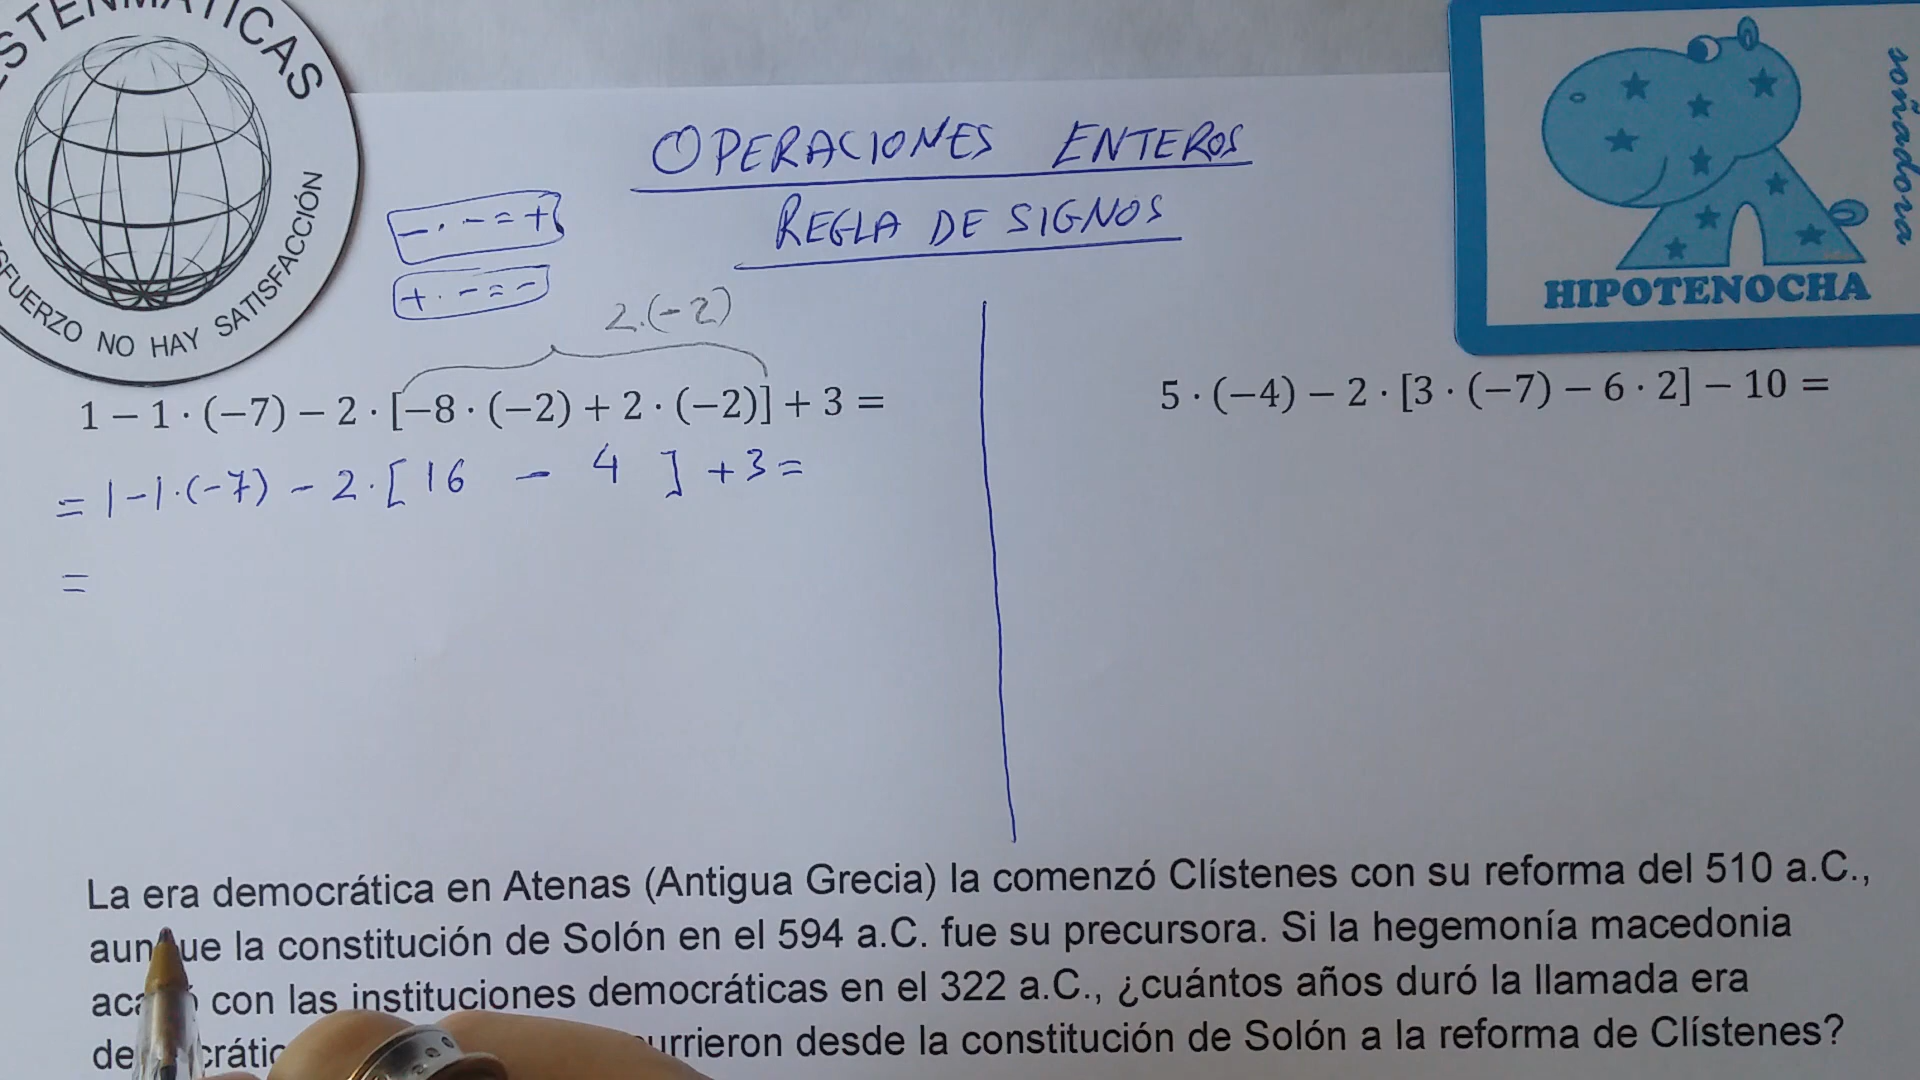 STENMÁTICAS
SFUERZO NO HAY SATISFACCIÓN
OPERACIONES ENTEROS
REGLA DE SIGNOS
soñadora
HIPOTENOCHA
- · - = +
+ · - = -
2·(-2)
1 − 1 · (−7) − 2 · [−8 · (−2) + 2 · (−2)] + 3 =
= 1-1·(-7) - 2·[ 16 - 4 ] +3 =
=
5 · (−4) − 2 · [3 · (−7) − 6 · 2] − 10 =
La era democrática en Atenas (Antigua Grecia) la comenzó Clístenes con su reforma del 510 a.C.,
aunque la constitución de Solón en el 594 a.C. fue su precursora. Si la hegemonía macedonia
con las instituciones democráticas en el 322 a.C., ¿cuántos años duró la llamada era
desde la constitución de Solón a la reforma de Clístenes?